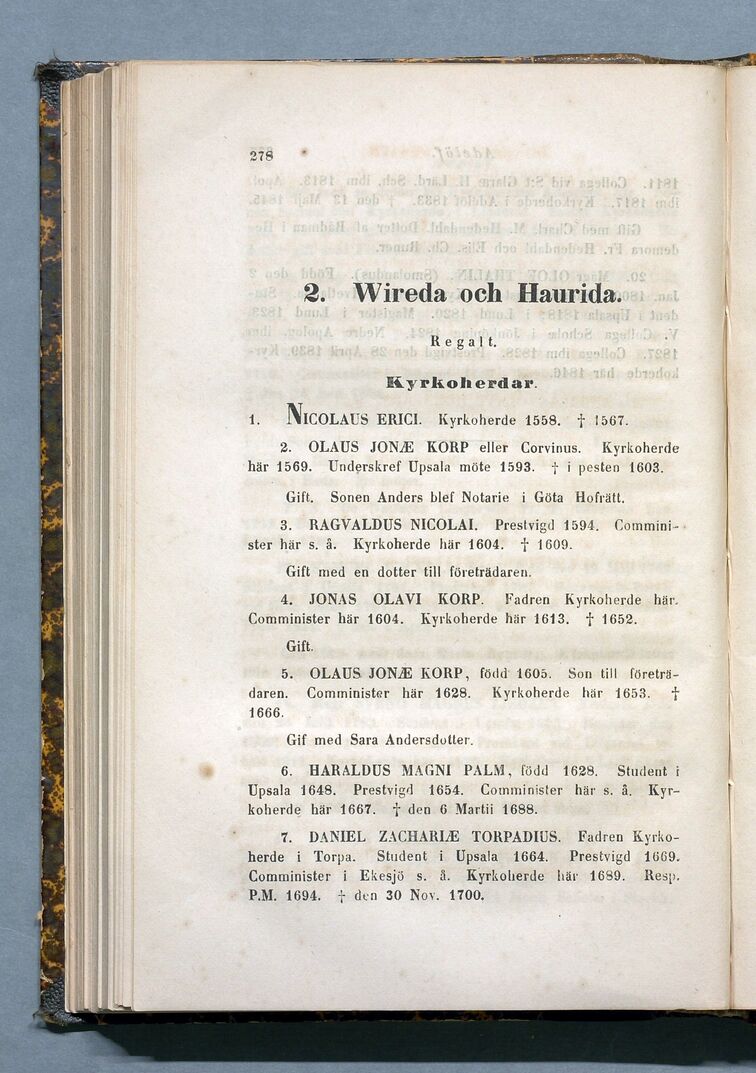 278
2. Wireda och Haurida.
Regalt.
Kyrkoherdar.
1. NICOLAUS ERICI. Kyrkoherde 1558. † 1567.
2. OLAUS JONÆ KORP eller Corvinus. Kyrkoherde
här 1569. Underskref Upsala möte 1593. † i pesten 1603.
Gift. Sonen Anders blef Notarie i Göta Hofrätt.
3. RAGVALDUS NICOLAI. Prestvigd 1594. Commini-
ster här s. å. Kyrkoherde här 1604. † 1609.
Gift med en dotter till företrädaren.
4. JONAS OLAVI KORP. Fadren Kyrkoherde här.
Comminister här 1604. Kyrkoherde här 1613. † 1652.
Gift.
5. OLAUS JONÆ KORP, född 1605. Son till företrä-
daren. Comminister här 1628. Kyrkoherde här 1653. †
1666.
Gif med Sara Andersdotter.
6. HARALDUS MAGNI PALM, född 1628. Student i
Upsala 1648. Prestvigd 1654. Comminister här s. å. Kyr-
koherde här 1667. † den 6 Martii 1688.
7. DANIEL ZACHARIÆ TORPADIUS. Fadren Kyrko-
herde i Torpa. Student i Upsala 1664. Prestvigd 1669.
Comminister i Ekesjö s. å. Kyrkoherde här 1689. Resp.
P.M. 1694. † den 30 Nov. 1700.